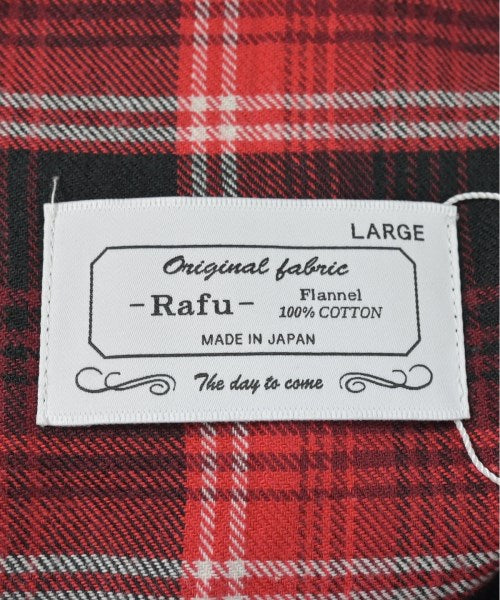 LARGE
Original fabric
-Rafu- Flannel
100% COTTON
MADE IN JAPAN
The day to come